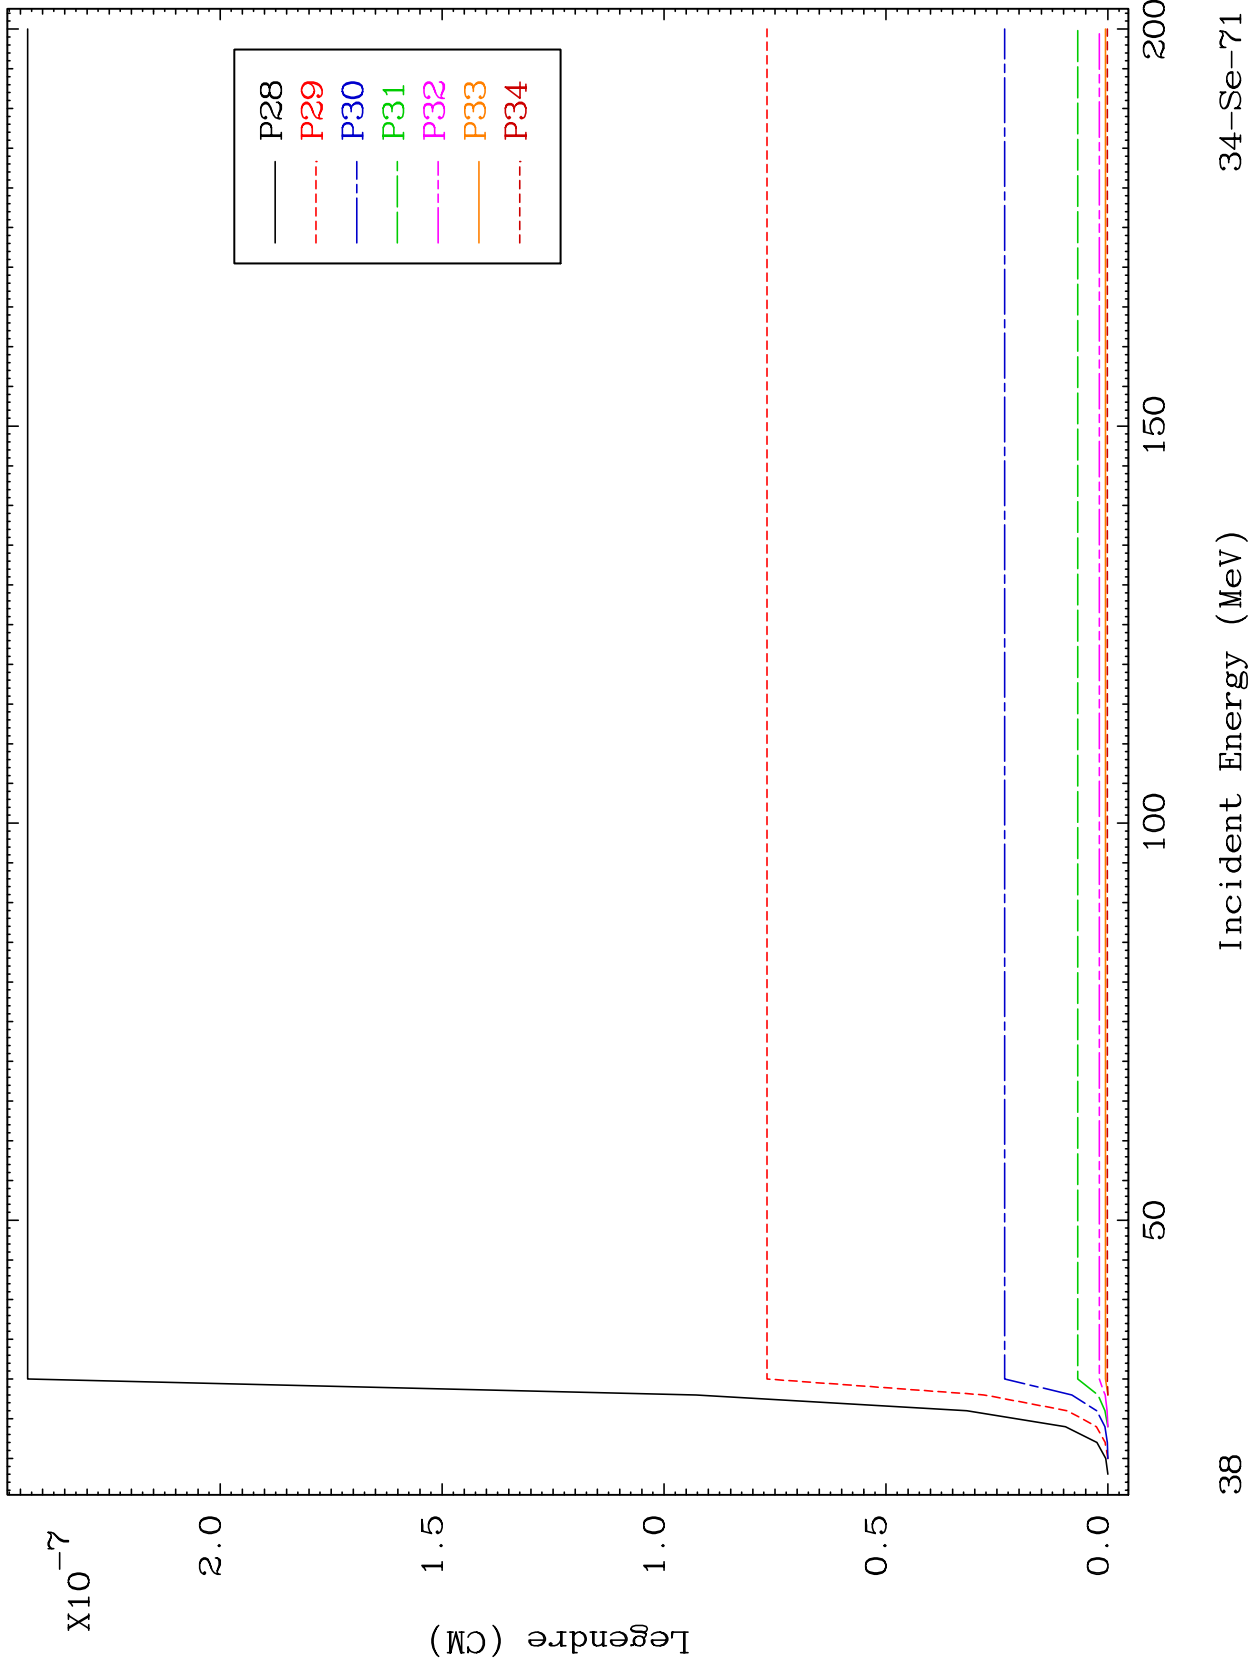 X10-7
2.0
1.5
1.0
0.5
0.0
Legendre (CM)
P28
P29
P30
P31
P32
P33
P34
50
100
150
200
38
Incident Energy (MeV)
34-Se-71